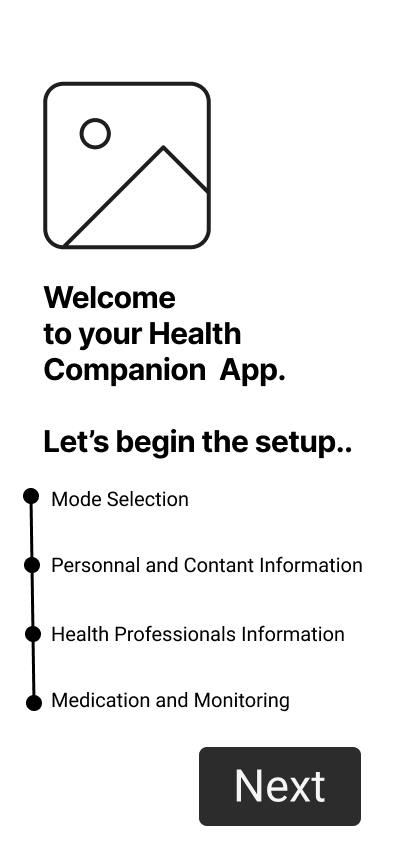 Welcome
to your Health
Companion App.
Let's begin the setup..
Mode Selection
Personnal and Contant Information
Health Professionals Information
Medication and Monitoring
Next